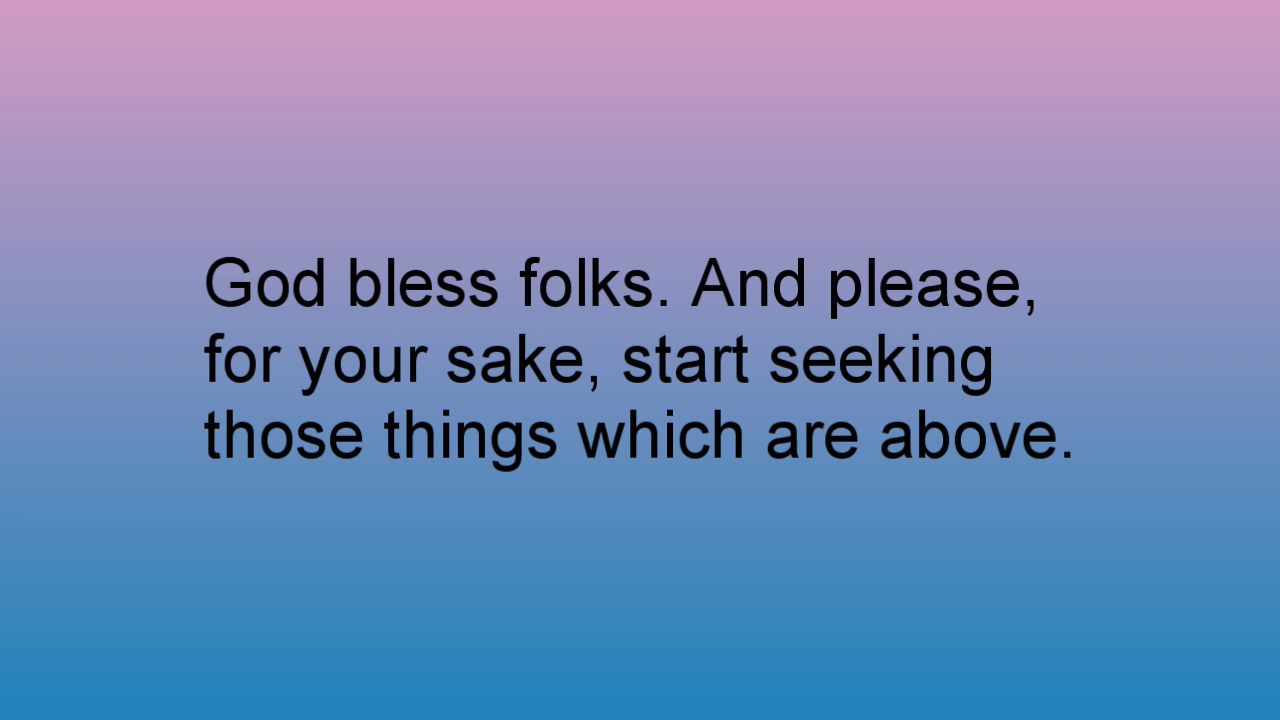 God bless folks. And please,
for your sake, start seeking
those things which are above.